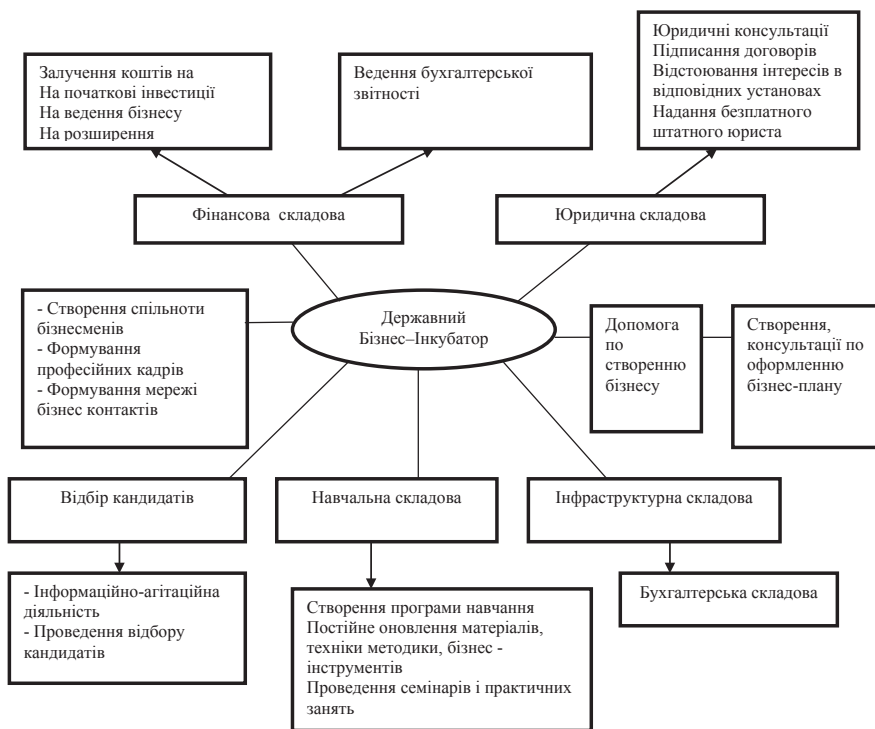 Залучення коштів на
На початкові інвестиції
На ведення бізнесу
На розширення
Ведення бухгалтерської
звітності
Юридичні консультації
Підписання договорів
Відстоювання інтересів в
відповідних установах
Надання безплатного
штатного юриста
Фінансова складова
Юридична складова
- Створення спільноти
бізнесменів
- Формування
професійних кадрів
- Формування мережі
бізнес контактів
Державний
Бізнес–Інкубатор
Допомога
по
створенню
бізнесу
Створення,
консультації по
оформленню
бізнес-плану
Відбір кандидатів
Навчальна складова
Інфраструктурна складова
- Інформаційно-агітаційна
діяльність
- Проведення відбору
кандидатів
Створення програми навчання
Постійне оновлення матеріалів,
техніки методики, бізнес -
інструментів
Проведення семінарів і практичних
занять
Бухгалтерська складова